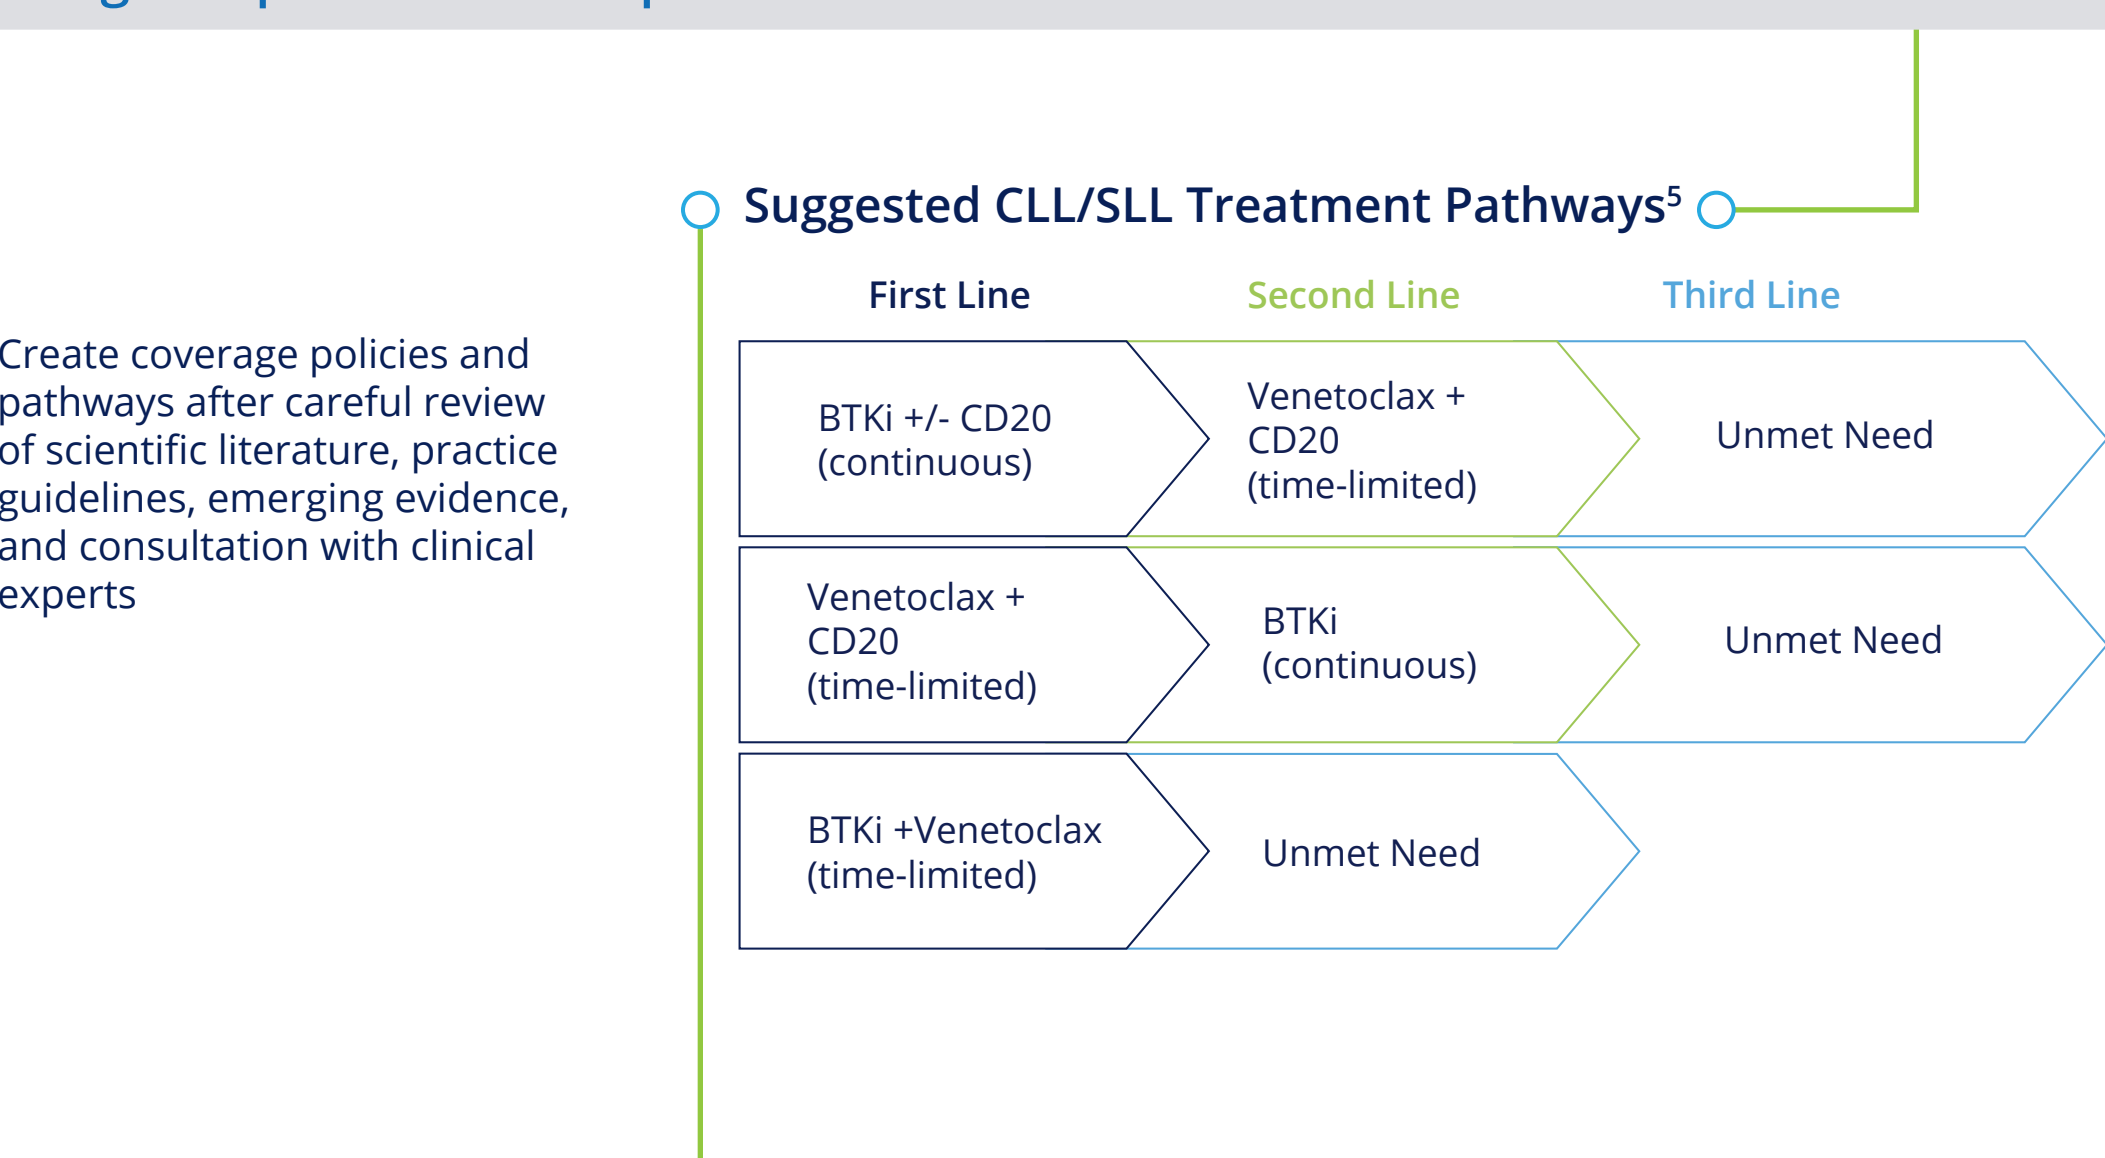 Suggested CLL/SLL Treatment Pathways5
First Line
Second Line
Third Line
Create coverage policies and
pathways after careful review
of scientific literature, practice
guidelines, emerging evidence,
and consultation with clinical
experts
BTKi +/- CD20
(continuous)
Venetoclax +
CD20
(time-limited)
Unmet Need
Venetoclax +
CD20
(time-limited)
BTKi
(continuous)
Unmet Need
BTKi +Venetoclax
(time-limited)
Unmet Need